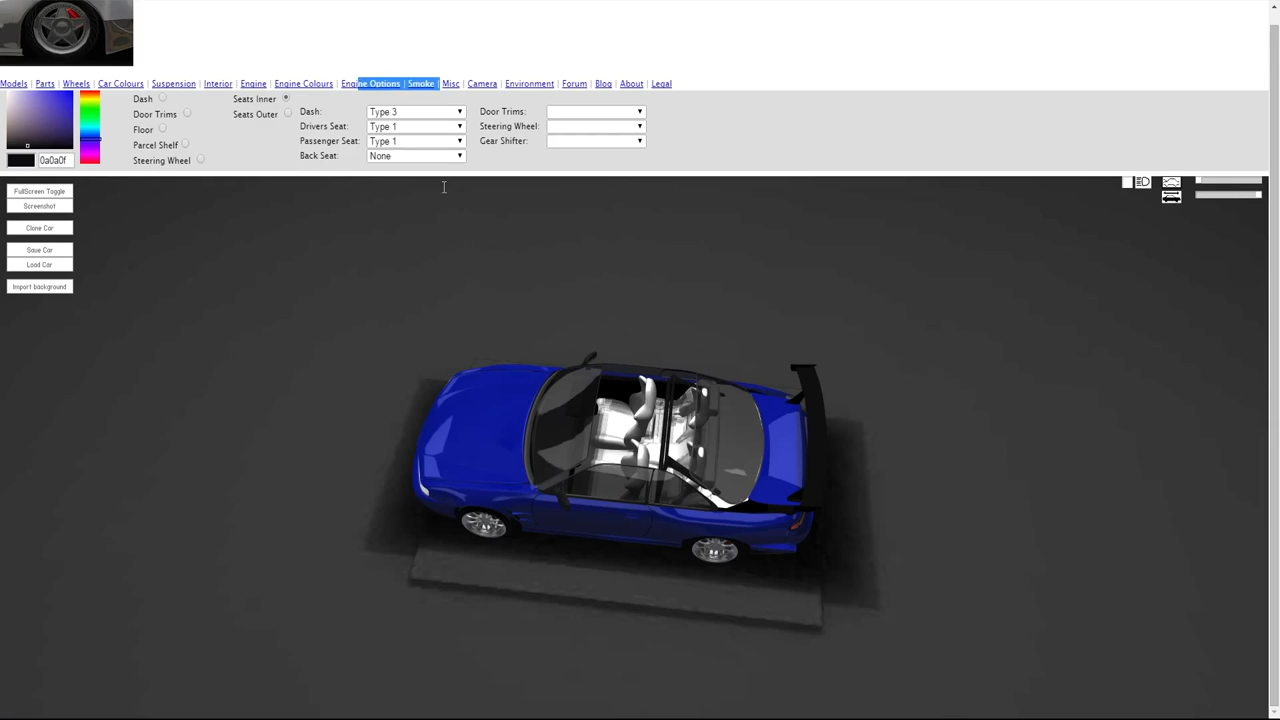 Models | Parts | Wheels | Car Colours | Suspension | Interior | Engine | Engine Colours | Engine Options | Smoke | Misc | Camera | Environment | Forum | Blog | About | Legal
Dash
Door Trims
Floor
Parcel Shelf
Steering Wheel
Seats Inner
Seats Outer
Dash: Type 3
Drivers Seat: Type 1
Passenger Seat: Type 1
Back Seat: None
Door Trims:
Steering Wheel:
Gear Shifter:
0a0a0f
FullScreen Toggle
Screenshot
Clone Car
Save Car
Load Car
Import background